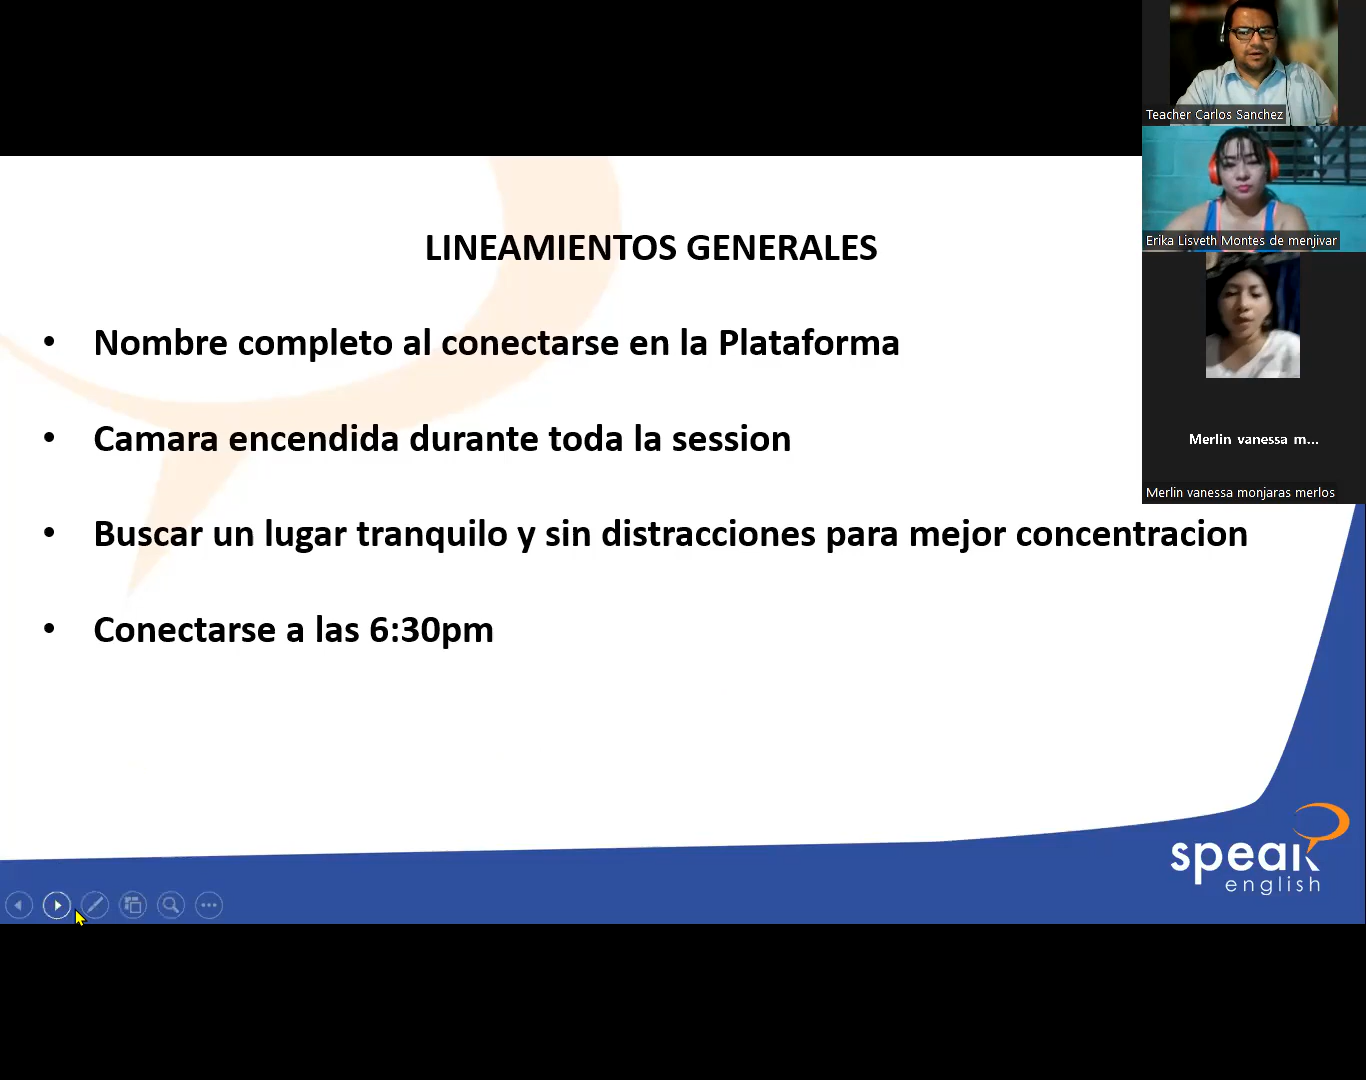 Teacher Carlos Sanchez
Erika Lisveth Montes de menjivar
Merlin vanessa m...
Merlin vanessa monjaras merlos
LINEAMIENTOS GENERALES
• Nombre completo al conectarse en la Plataforma
• Camara encendida durante toda la session
• Buscar un lugar tranquilo y sin distracciones para mejor concentracion
• Conectarse a las 6:30pm
speak
english